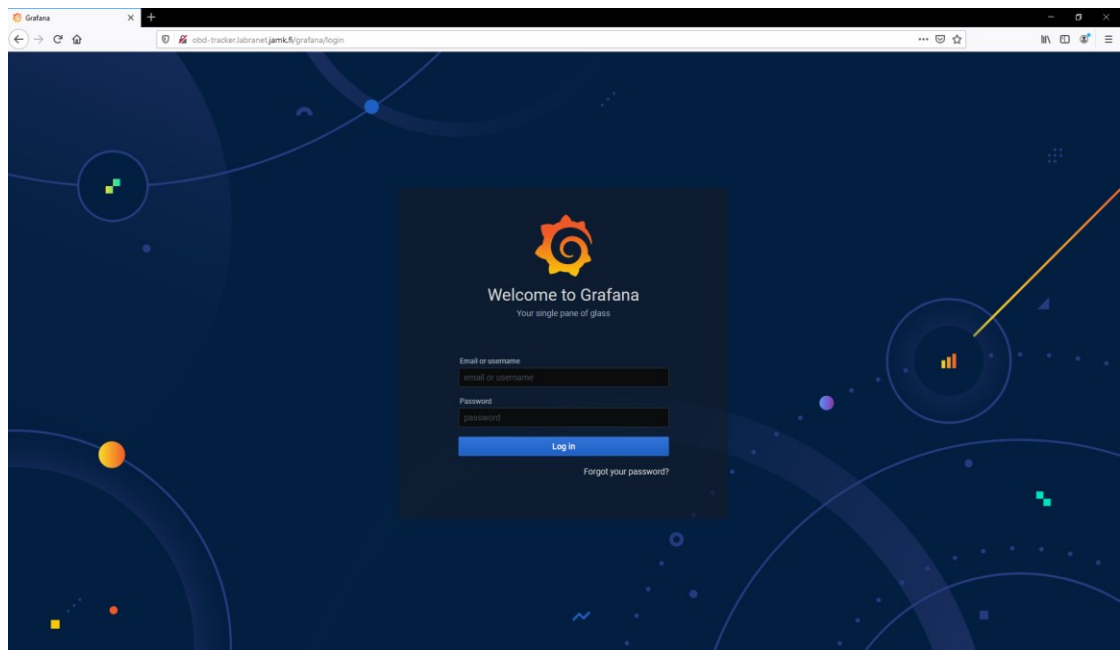 Grafana
obd-tracker.labranet.jamk.fi/grafana/login
Welcome to Grafana
Your single pane of glass
Email or username
email or username
Password
password
Log in
Forgot your password?